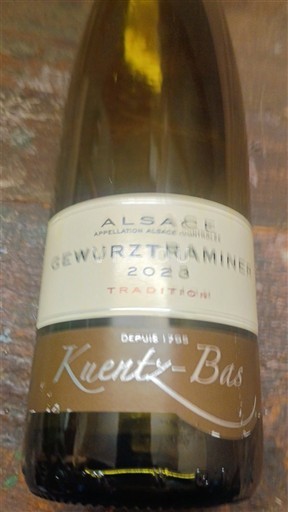 ALSACE
APPELLATION ALSACE CONTRÔLÉE
GEWURZTRAMINER
2023
TRADITION
DEPUIS 1795
Kuentz-Bas